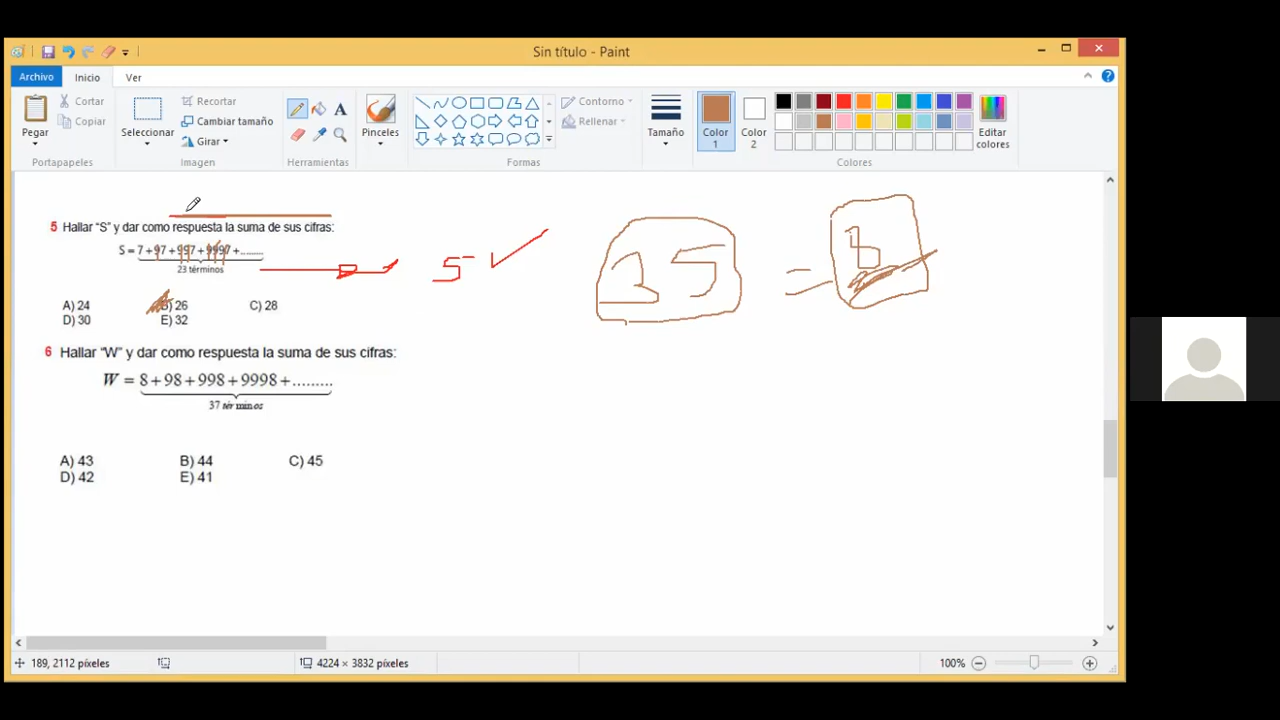 Sin título - Paint
Archivo Inicio Ver
Pegar
Cortar
Copiar
Portapapeles
Seleccionar
Recortar
Cambiar tamaño
Girar
Imagen
A
Herramientas
Pinceles
Contorno
Rellenar
Formas
Tamaño
Color 1
Color 2
Editar colores
Colores
5 Hallar "S" y dar como respuesta la suma de sus cifras:
S = 7 + 97 + 997 + 9997 + .........
23 términos
A) 24 B) 26 C) 28
D) 30 E) 32
5
25 = B
6 Hallar "W" y dar como respuesta la suma de sus cifras:
W = 8 + 98 + 998 + 9998 + .........
37 tér minos
A) 43 B) 44 C) 45
D) 42 E) 41
189, 2112 píxeles 4224 × 3832 píxeles 100%